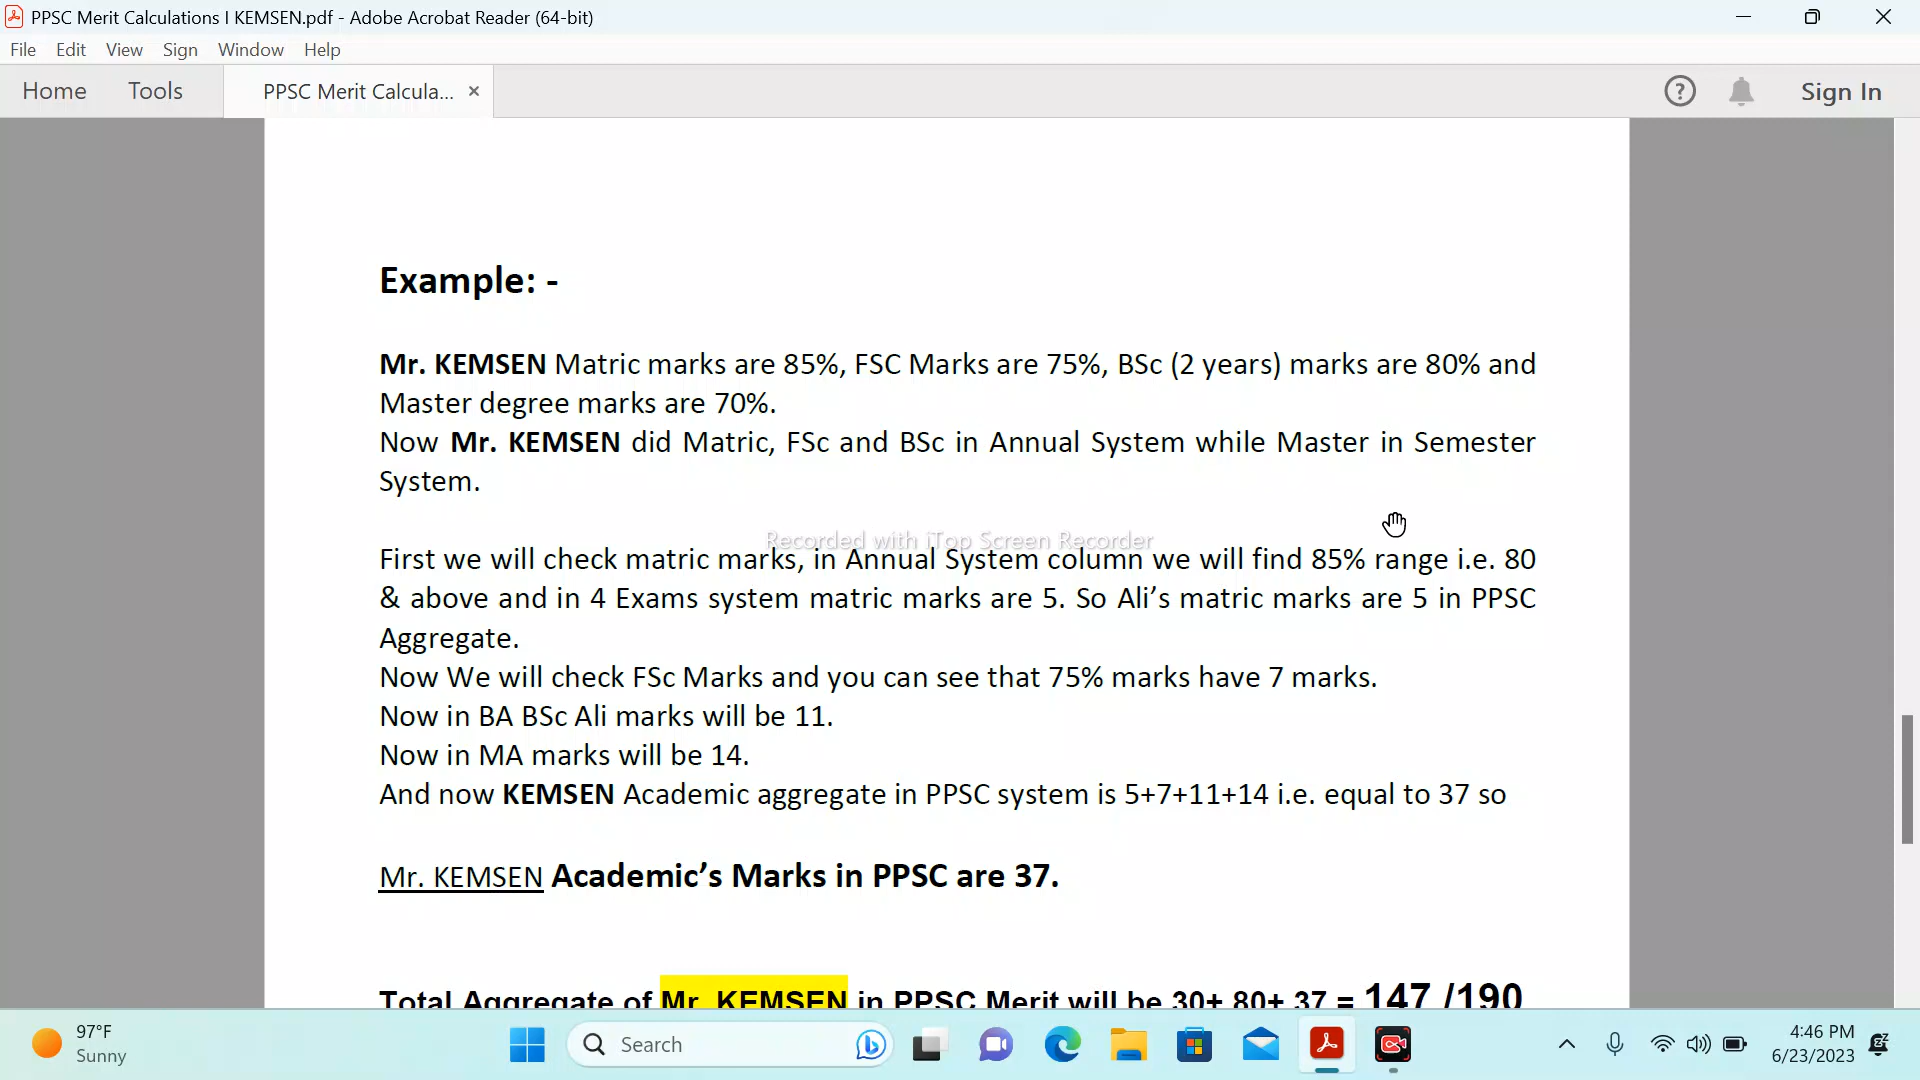 PPSC Merit Calculations I KEMSEN.pdf - Adobe Acrobat Reader (64-bit)
File Edit View Sign Window Help
Home Tools PPSC Merit Calcula... × ? Sign In
Example: -
Mr. KEMSEN Matric marks are 85%, FSC Marks are 75%, BSc (2 years) marks are 80% and
Master degree marks are 70%.
Now Mr. KEMSEN did Matric, FSc and BSc in Annual System while Master in Semester
System.
Recorded with iTop Screen Recorder
First we will check matric marks, in Annual System column we will find 85% range i.e. 80
& above and in 4 Exams system matric marks are 5. So Ali’s matric marks are 5 in PPSC
Aggregate.
Now We will check FSc Marks and you can see that 75% marks have 7 marks.
Now in BA BSc Ali marks will be 11.
Now in MA marks will be 14.
And now KEMSEN Academic aggregate in PPSC system is 5+7+11+14 i.e. equal to 37 so
Mr. KEMSEN Academic’s Marks in PPSC are 37.
Total Aggregate of Mr. KEMSEN in PPSC Merit will be 30+ 80+ 37 = 147 /190
97°F
Sunny
Search
4:46 PM
6/23/2023